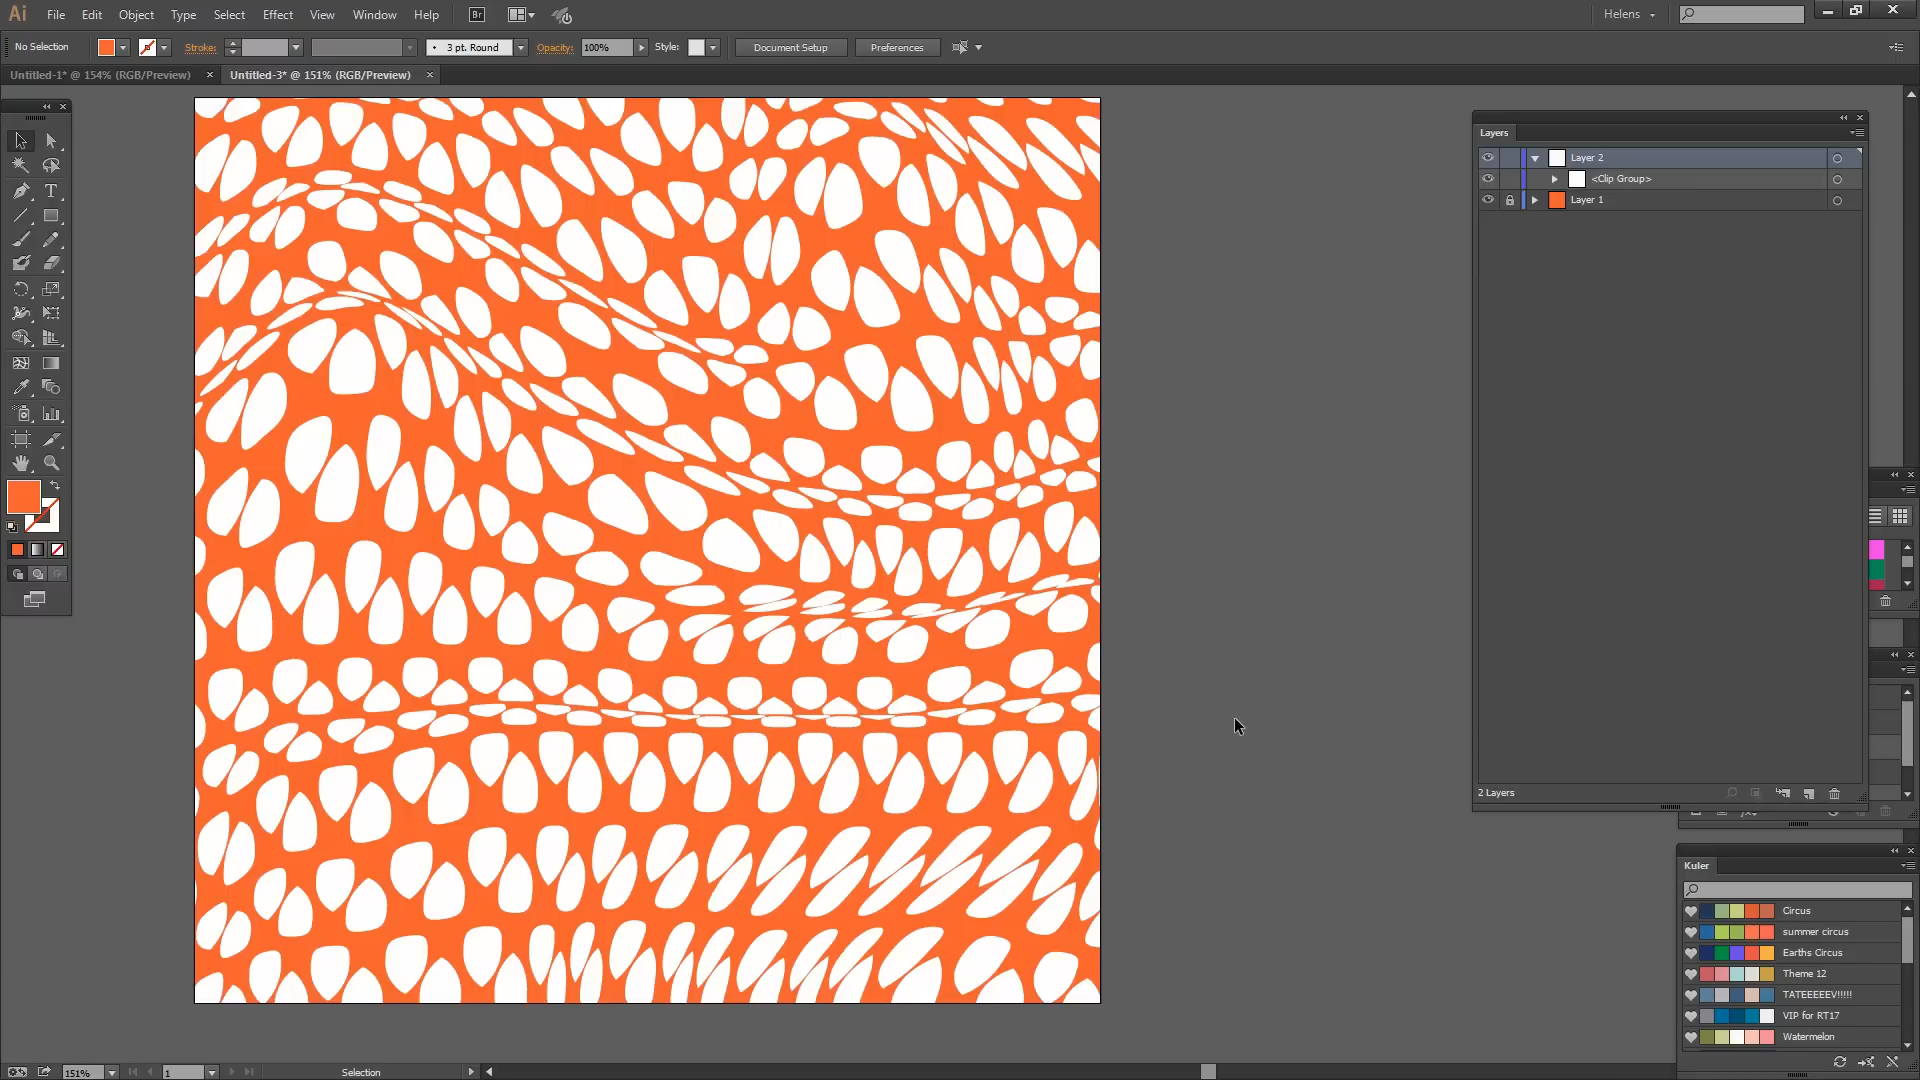 Ai File Edit Object Type Select Effect View Window Help Br Helens
No Selection Stroke: 3 pt. Round Opacity: 100% Style: Document Setup Preferences
Untitled-1* @ 154% (RGB/Preview) Untitled-3* @ 151% (RGB/Preview)
Layers
Layer 2
<Clip Group>
Layer 1
2 Layers
Kuler
Circus
summer circus
Earths Circus
Theme 12
TATEEEEEV!!!!!
VIP for RT17
Watermelon
151% 1 Selection